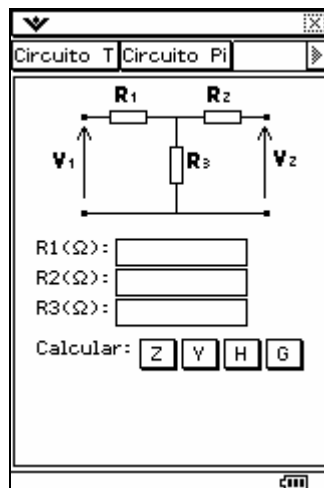 Circuito T Circuito Pi
R1 R2
V1 R3 V2
R1(Ω):
R2(Ω):
R3(Ω):
Calcular: Z Y H G